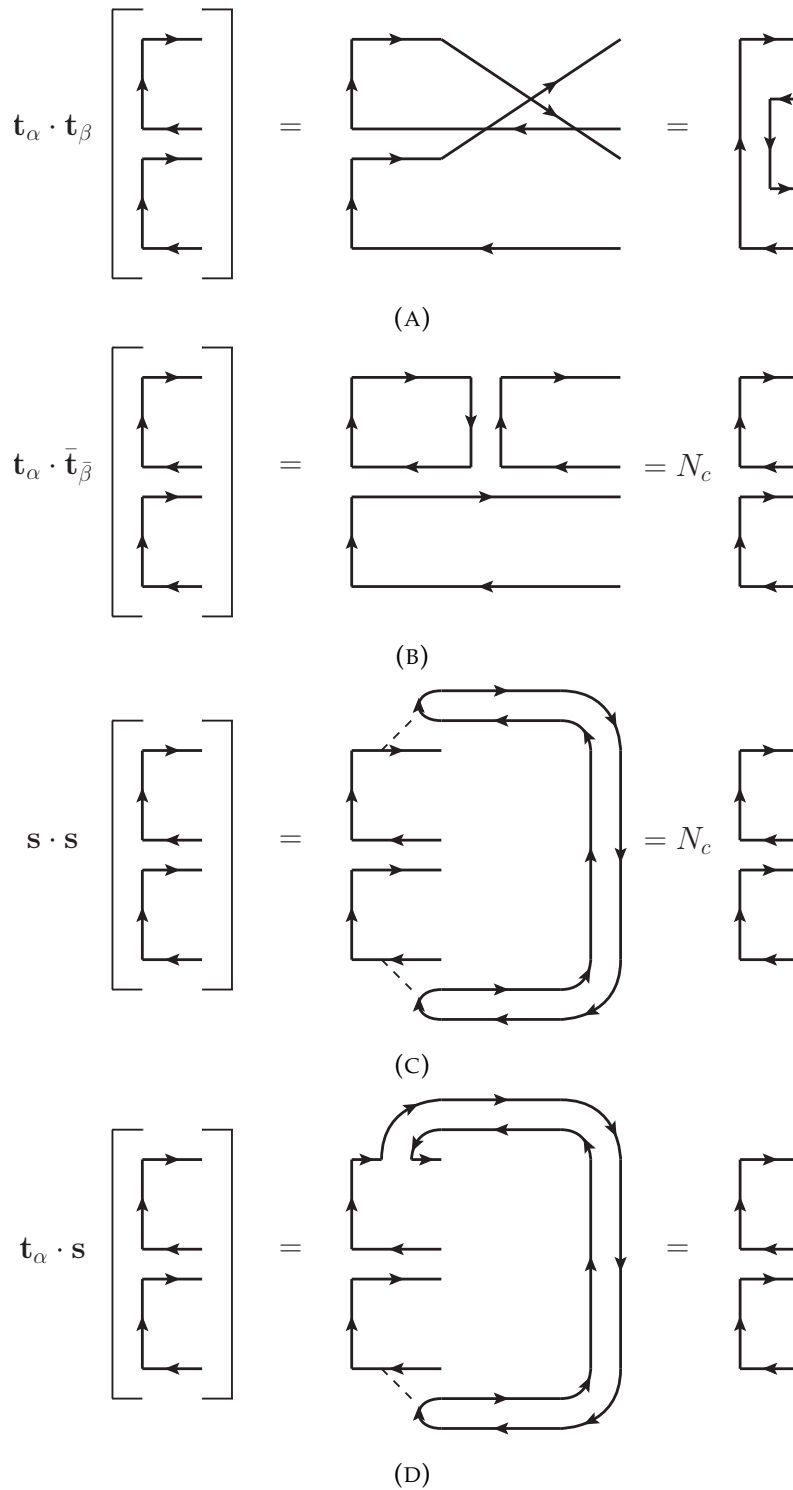 𝐭_α · 𝐭_β = =
(A)
𝐭_α · 𝐭̄_β̄ = = N_c
(B)
𝐬 · 𝐬 = = N_c
(C)
𝐭_α · 𝐬 = =
(D)